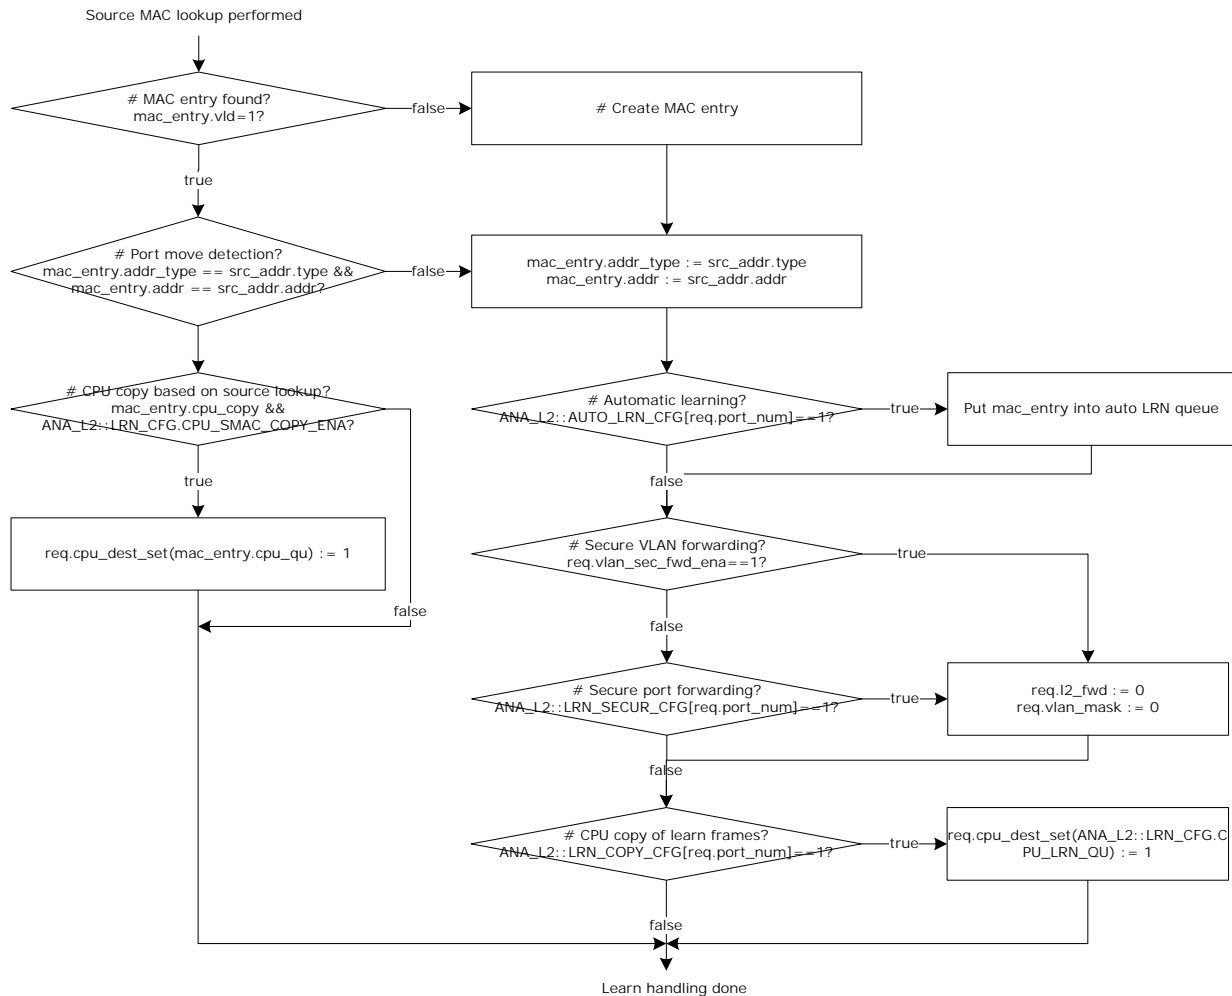 Source MAC lookup performed
# MAC entry found?
mac_entry.vld=1?
false
# Create MAC entry
true
# Port move detection?
mac_entry.addr_type == src_addr.type &&
mac_entry.addr == src_addr.addr?
false
mac_entry.addr_type := src_addr.type
mac_entry.addr := src_addr.addr
# CPU copy based on source lookup?
mac_entry.cpu_copy &&
ANA_L2::LRN_CFG.CPU_SMAC_COPY_ENA?
# Automatic learning?
ANA_L2::AUTO_LRN_CFG[req.port_num]==1?
true
Put mac_entry into auto LRN queue
true
false
req.cpu_dest_set(mac_entry.cpu_qu) := 1
# Secure VLAN forwarding?
req.vlan_sec_fwd_ena==1?
true
false
false
# Secure port forwarding?
ANA_L2::LRN_SECUR_CFG[req.port_num]==1?
true
req.l2_fwd := 0
req.vlan_mask := 0
false
# CPU copy of learn frames?
ANA_L2::LRN_COPY_CFG[req.port_num]==1?
true
req.cpu_dest_set(ANA_L2::LRN_CFG.C
PU_LRN_QU) := 1
false
Learn handling done